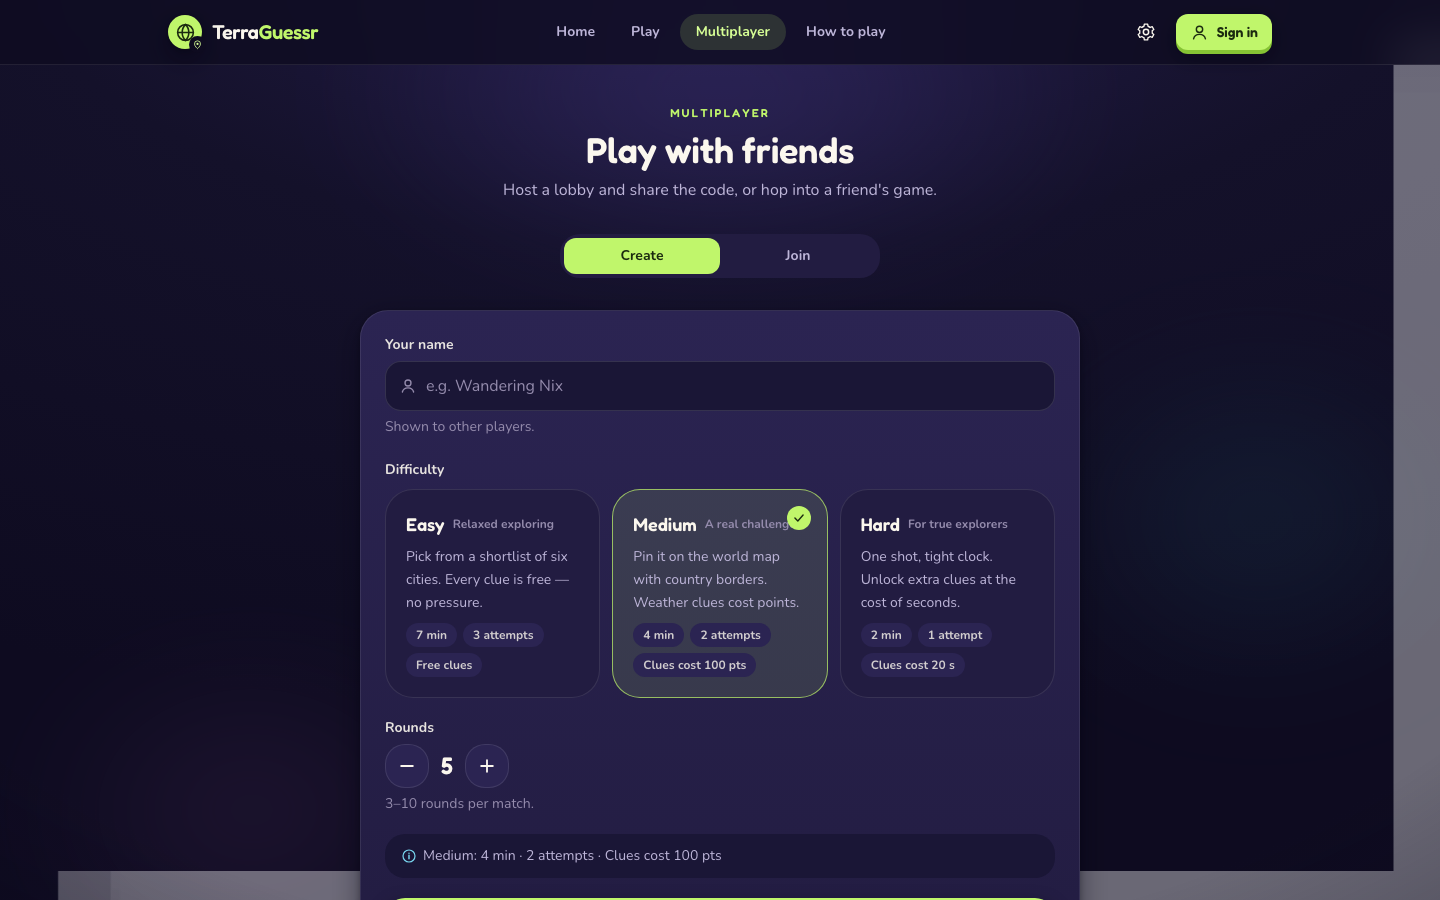 TerraGuessr
Home
Play
Multiplayer
How to play
Sign in
MULTIPLAYER
Play with friends
Host a lobby and share the code, or hop into a friend's game.
Create
Join
Your name
e.g. Wandering Nix
Shown to other players.
Difficulty
Easy Relaxed exploring
Pick from a shortlist of six
cities. Every clue is free —
no pressure.
7 min
3 attempts
Free clues
Medium A real challeng
Pin it on the world map
with country borders.
Weather clues cost points.
4 min
2 attempts
Clues cost 100 pts
Hard For true explorers
One shot, tight clock.
Unlock extra clues at the
cost of seconds.
2 min
1 attempt
Clues cost 20 s
Rounds
5
3–10 rounds per match.
Medium: 4 min · 2 attempts · Clues cost 100 pts